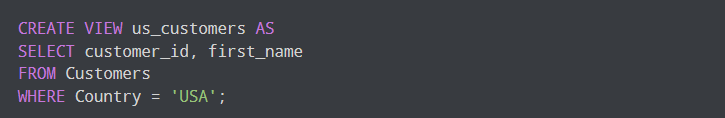 CREATE VIEW us_customers AS
SELECT customer_id, first_name
FROM Customers
WHERE Country = 'USA';